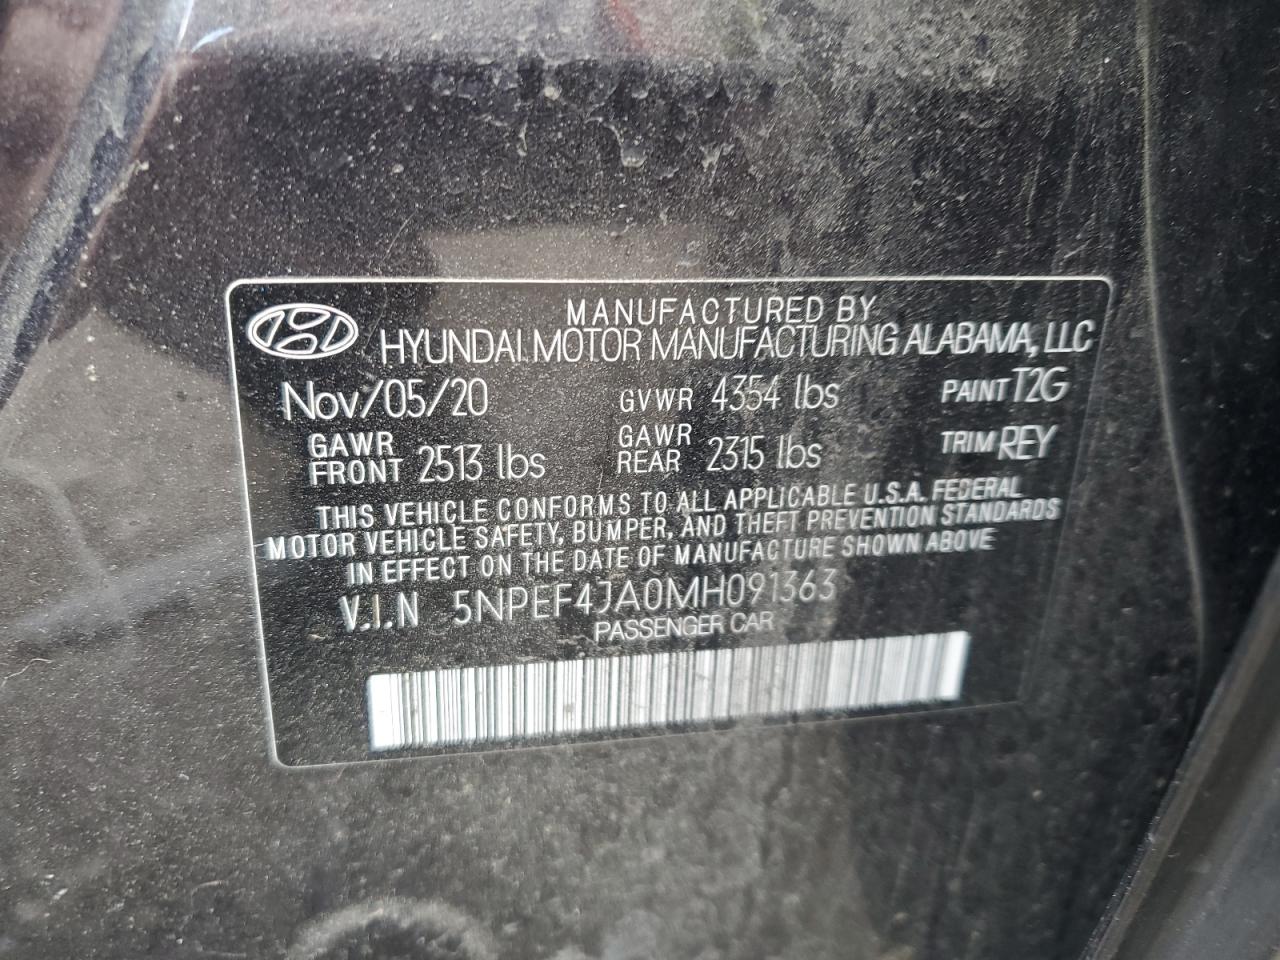 MANUFACTURED BY
HYUNDAI MOTOR MANUFACTURING ALABAMA, LLC
Nov/05/20 GVWR 4354 lbs PAINT T2G
GAWR FRONT 2513 lbs GAWR REAR 2315 lbs TRIM REY
THIS VEHICLE CONFORMS TO ALL APPLICABLE U.S.A. FEDERAL
MOTOR VEHICLE SAFETY, BUMPER, AND THEFT PREVENTION STANDARDS
IN EFFECT ON THE DATE OF MANUFACTURE SHOWN ABOVE
V.I.N 5NPEF4JA0MH091363
PASSENGER CAR